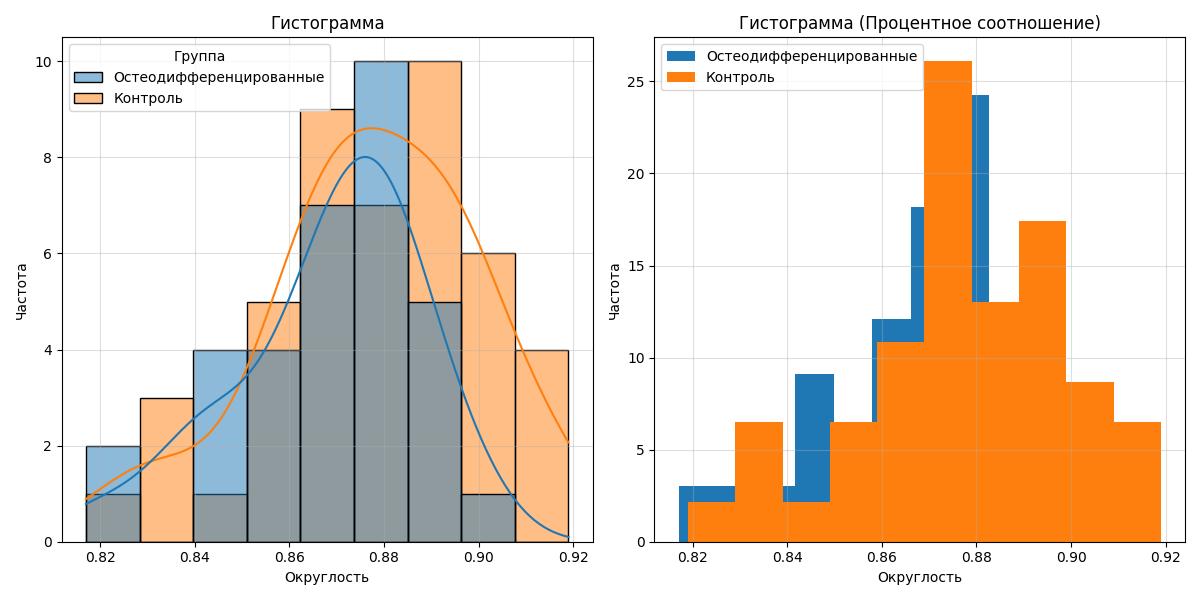 Гистограмма
Группа
Остеодифференцированные
Контроль
10
8
6
4
2
0
Частота
0.82 0.84 0.86 0.88 0.90 0.92
Округлость
Гистограмма (Процентное соотношение)
Остеодифференцированные
Контроль
25
20
15
10
5
0
Частота
0.82 0.84 0.86 0.88 0.90 0.92
Округлость